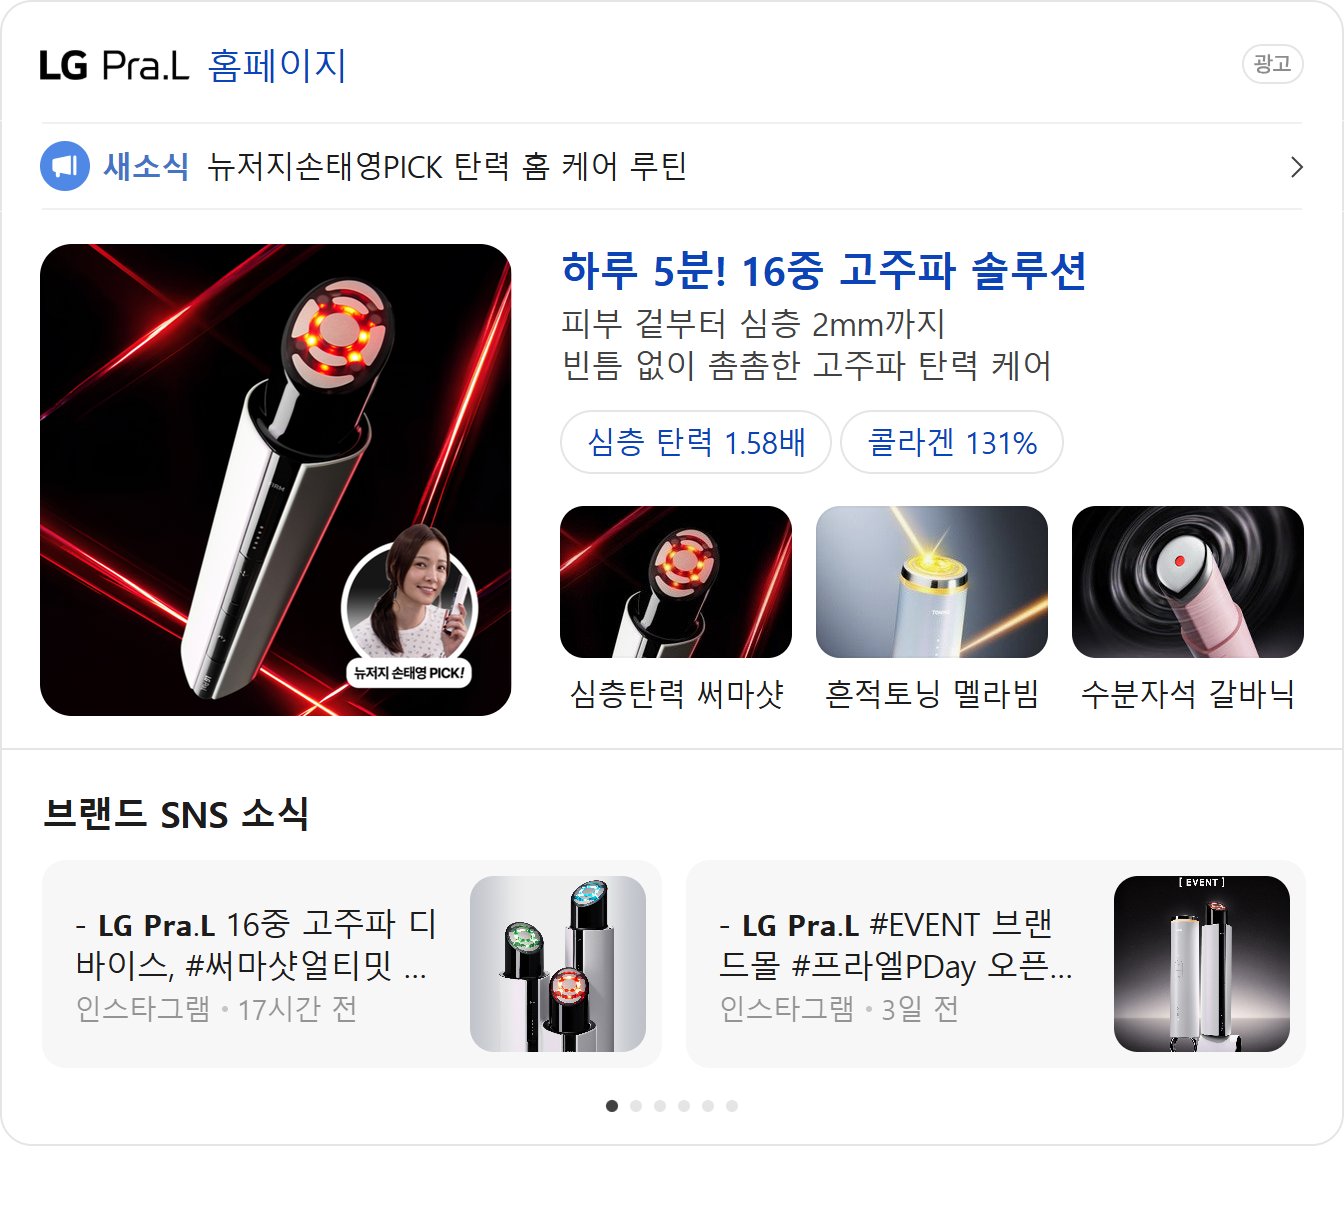 LG Pra.L 홈페이지
광고
새소식 뉴저지손태영PICK 탄력 홈 케어 루틴
뉴저지 손태영 PICK!
하루 5분! 16중 고주파 솔루션
피부 겉부터 심층 2mm까지
빈틈 없이 촘촘한 고주파 탄력 케어
심층 탄력 1.58배
콜라겐 131%
심층탄력 써마샷
흔적토닝 멜라빔
수분자석 갈바닉
브랜드 SNS 소식
- LG Pra.L 16중 고주파 디
바이스, #써마샷얼티밋 ...
인스타그램 • 17시간 전
- LG Pra.L #EVENT 브랜
드몰 #프라엘PDay 오픈...
인스타그램 • 3일 전
[ EVENT ]